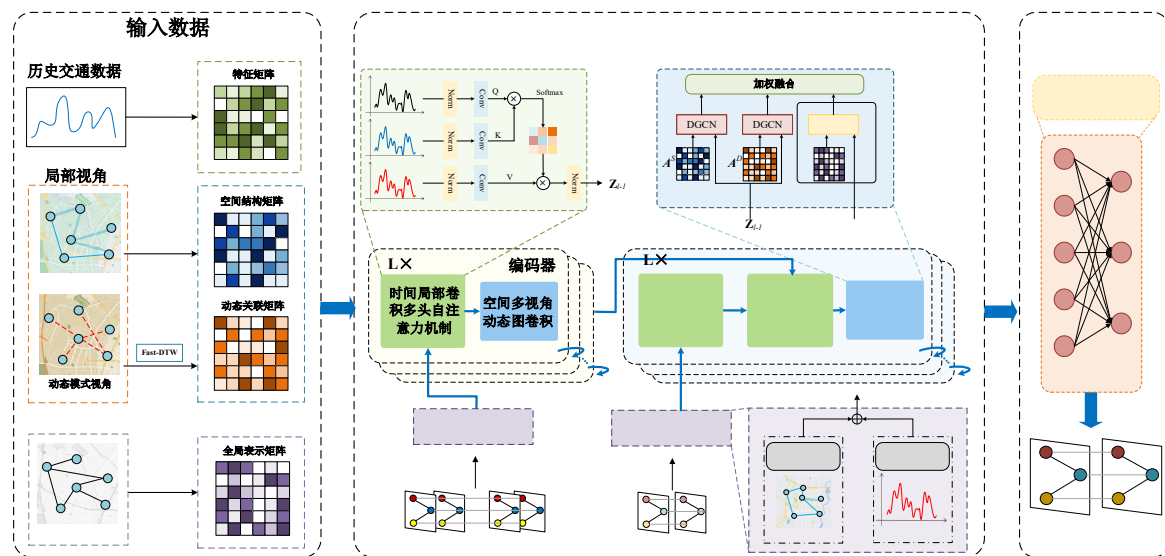 输入数据
历史交通数据
特征矩阵
局部视角
空间结构矩阵
动态关联矩阵
Fast-DTW
动态模式视角
全局表示矩阵
Norm
Conv
Q
Softmax
Norm
Conv
K
Norm
Conv
V
Norm
Z_{l-1}
加权融合
DGCN
DGCN
A^S
A^D
Z_{l-1}
L×
编码器
时间局部卷
积多头自注
意力机制
空间多视角
动态图卷积
L×